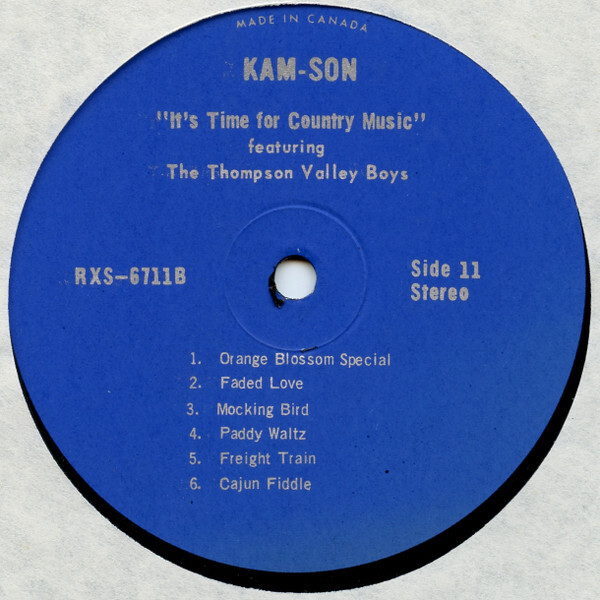 MADE IN CANADA
KAM-SON
"It's Time for Country Music"
featuring
The Thompson Valley Boys
RXS-6711B
Side 11
Stereo
1. Orange Blossom Special
2. Faded Love
3. Mocking Bird
4. Paddy Waltz
5. Freight Train
6. Cajun Fiddle